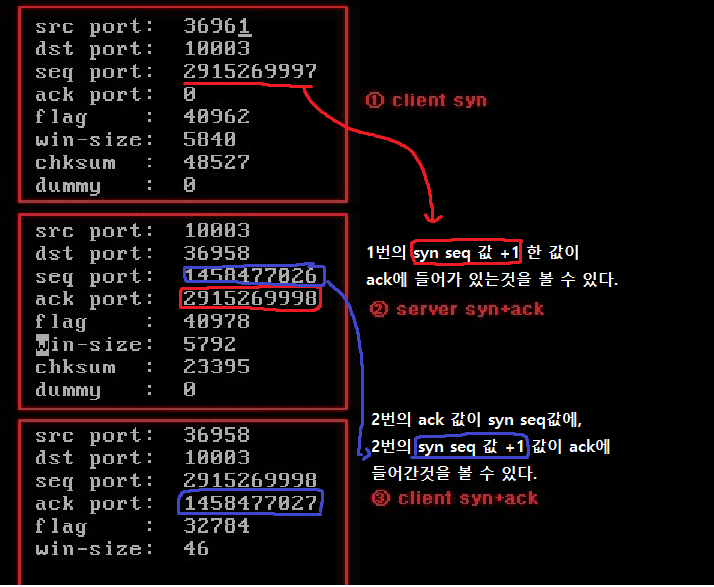 src port: 36961
dst port: 10003
seq port: 2915269997
ack port: 0
flag    : 40962
win-size: 5840
chksum  : 48527
dummy   : 0
① client syn
src port: 10003
dst port: 36958
seq port: 1458477026
ack port: 2915269998
flag    : 40978
win-size: 5792
chksum  : 23395
dummy   : 0
1번의 syn seq 값 +1 한 값이
ack에 들어가 있는것을 볼 수 있다.
② server syn+ack
src port: 36958
dst port: 10003
seq port: 2915269998
ack port: 1458477027
flag    : 32784
win-size: 46
2번의 ack 값이 syn seq값에,
2번의 syn seq 값 +1 값이 ack에
들어간것을 볼 수 있다.
③ client syn+ack